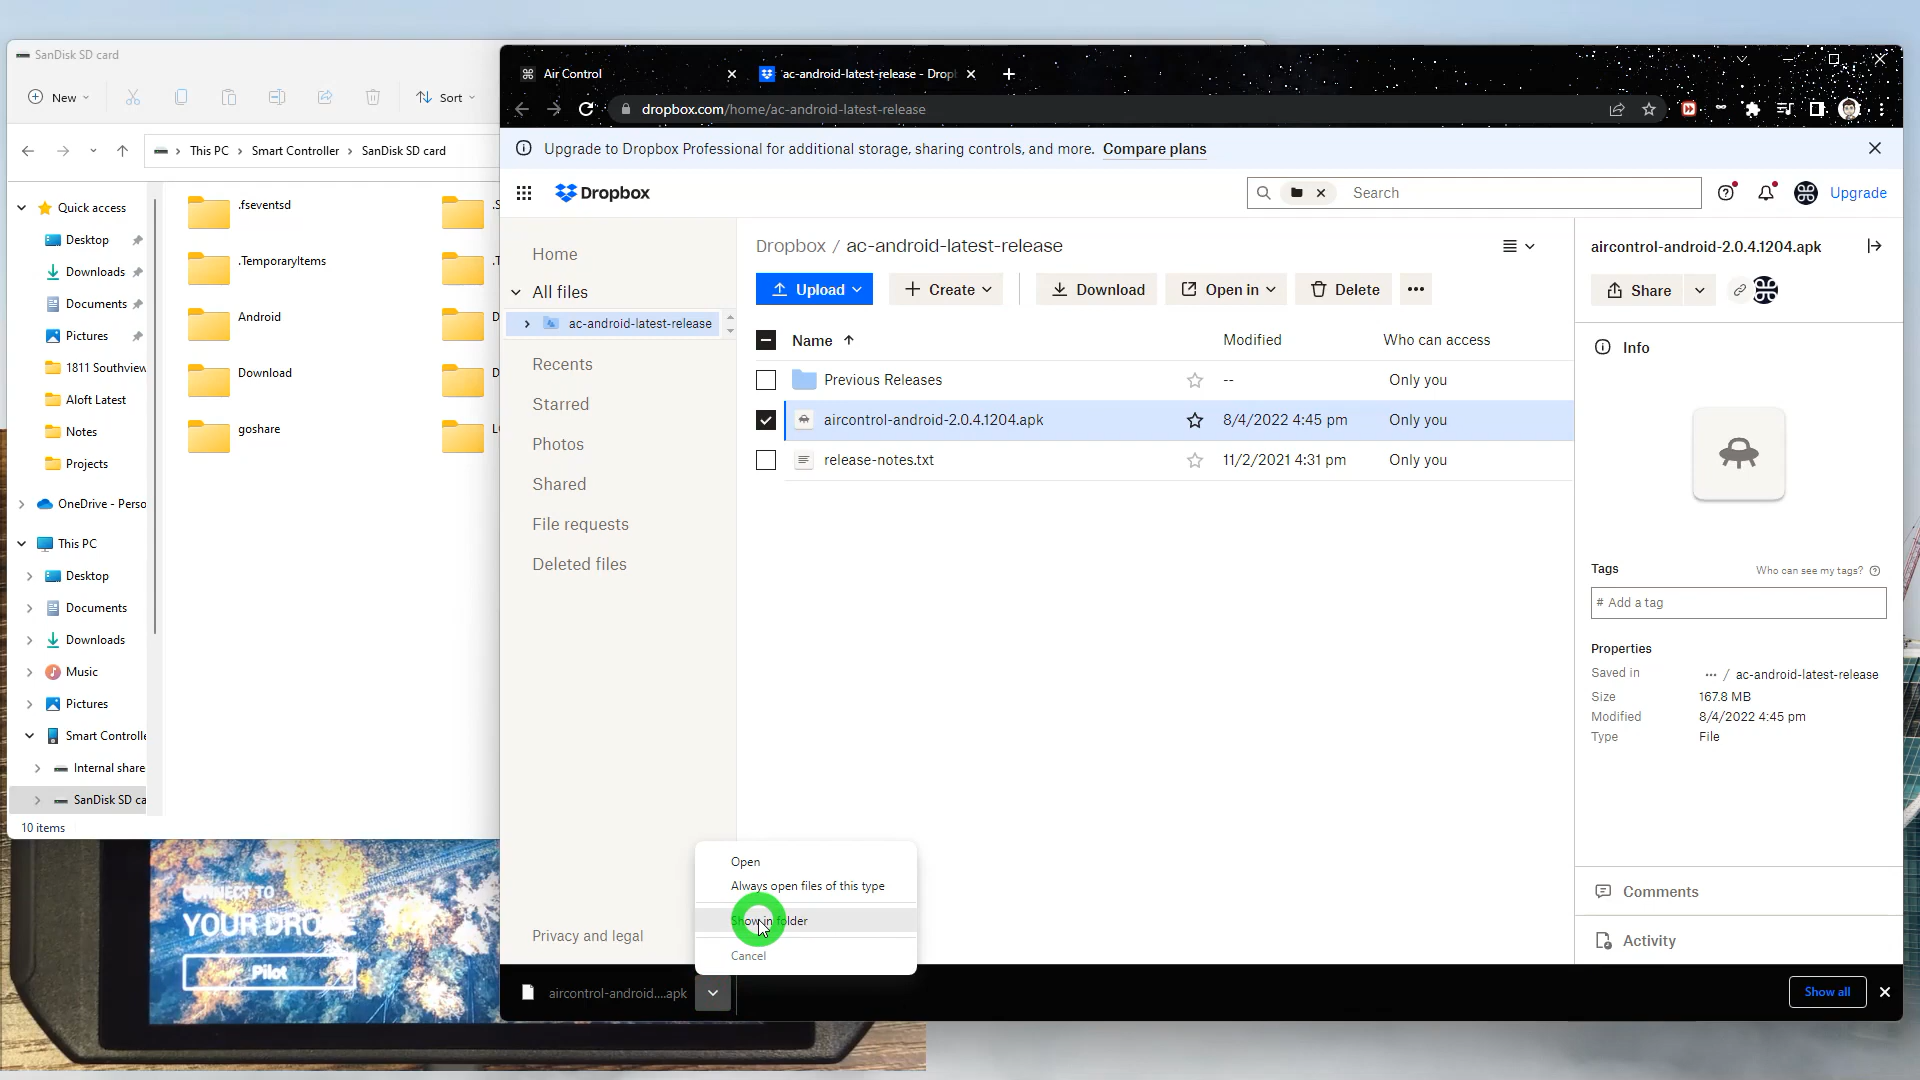 SanDisk SD card
New
Sort
This PC
Smart Controller
SanDisk SD card
Quick access
Desktop
Downloads
Documents
Pictures
1811 Southview
Aloft Latest
Notes
Projects
OneDrive - Perso
This PC
Desktop
Documents
Downloads
Music
Pictures
Smart Controlle
Internal share
SanDisk SD ca
10 items
.fseventsd
.TemporaryItems
Android
Download
goshare
Air Control
ac-android-latest-release - Drop
dropbox.com/home/ac-android-latest-release
Upgrade to Dropbox Professional for additional storage, sharing controls, and more. Compare plans
Dropbox
Search
Upgrade
Home
All files
ac-android-latest-release
Recents
Starred
Photos
Shared
File requests
Deleted files
Privacy and legal
Dropbox / ac-android-latest-release
Upload
Create
Download
Open in
Delete
Name
Modified
Who can access
Previous Releases
--
Only you
aircontrol-android-2.0.4.1204.apk
8/4/2022 4:45 pm
Only you
release-notes.txt
11/2/2021 4:31 pm
Only you
aircontrol-android-2.0.4.1204.apk
Share
Info
Tags
Who can see my tags?
# Add a tag
Properties
Saved in
... / ac-android-latest-release
Size
167.8 MB
Modified
8/4/2022 4:45 pm
Type
File
Comments
Activity
Open
Always open files of this type
Show in folder
Cancel
aircontrol-android....apk
Show all
CONNECT TO
YOUR DRONE
Pilot